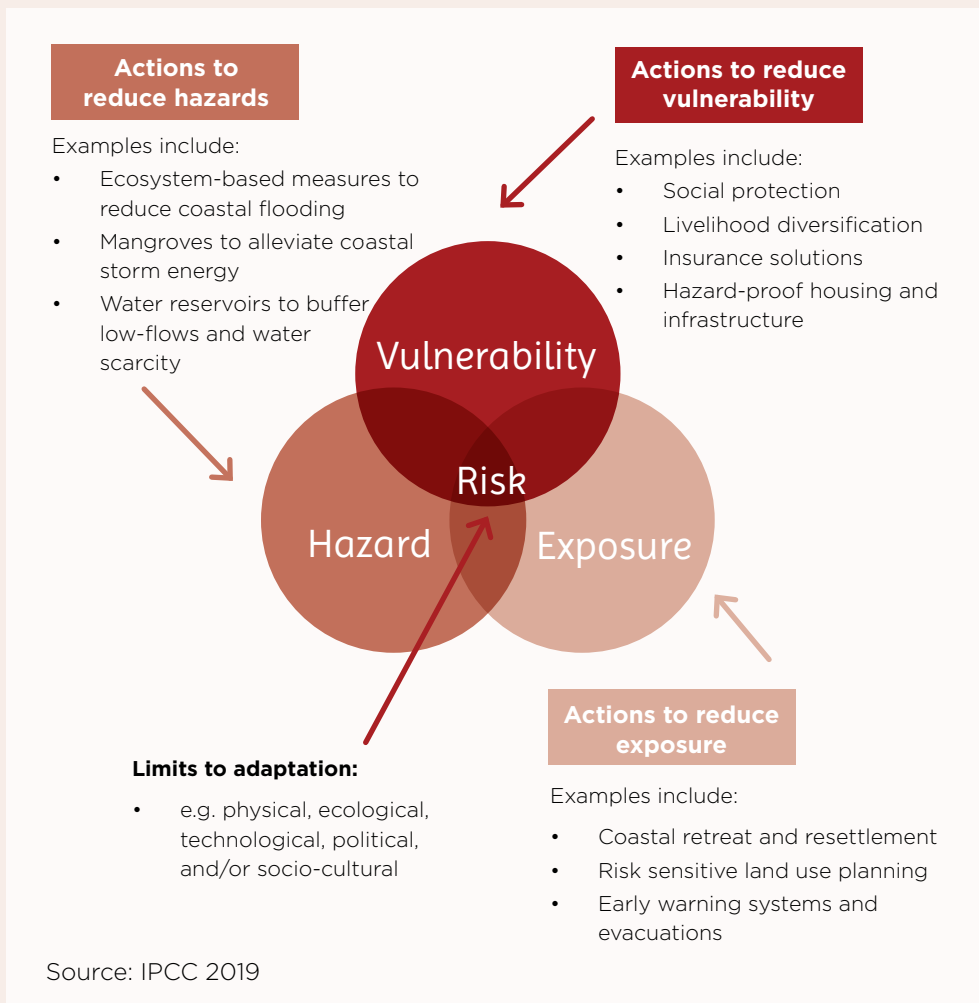 Actions to
reduce hazards
Examples include:
• Ecosystem-based measures to
reduce coastal flooding
• Mangroves to alleviate coastal
storm energy
• Water reservoirs to buffer
low-flows and water
scarcity
Actions to reduce
vulnerability
Examples include:
• Social protection
• Livelihood diversification
• Insurance solutions
• Hazard-proof housing and
infrastructure
Vulnerability
Risk
Hazard
Exposure
Limits to adaptation:
• e.g. physical, ecological,
technological, political,
and/or socio-cultural
Actions to reduce
exposure
Examples include:
• Coastal retreat and resettlement
• Risk sensitive land use planning
• Early warning systems and
evacuations
Source: IPCC 2019